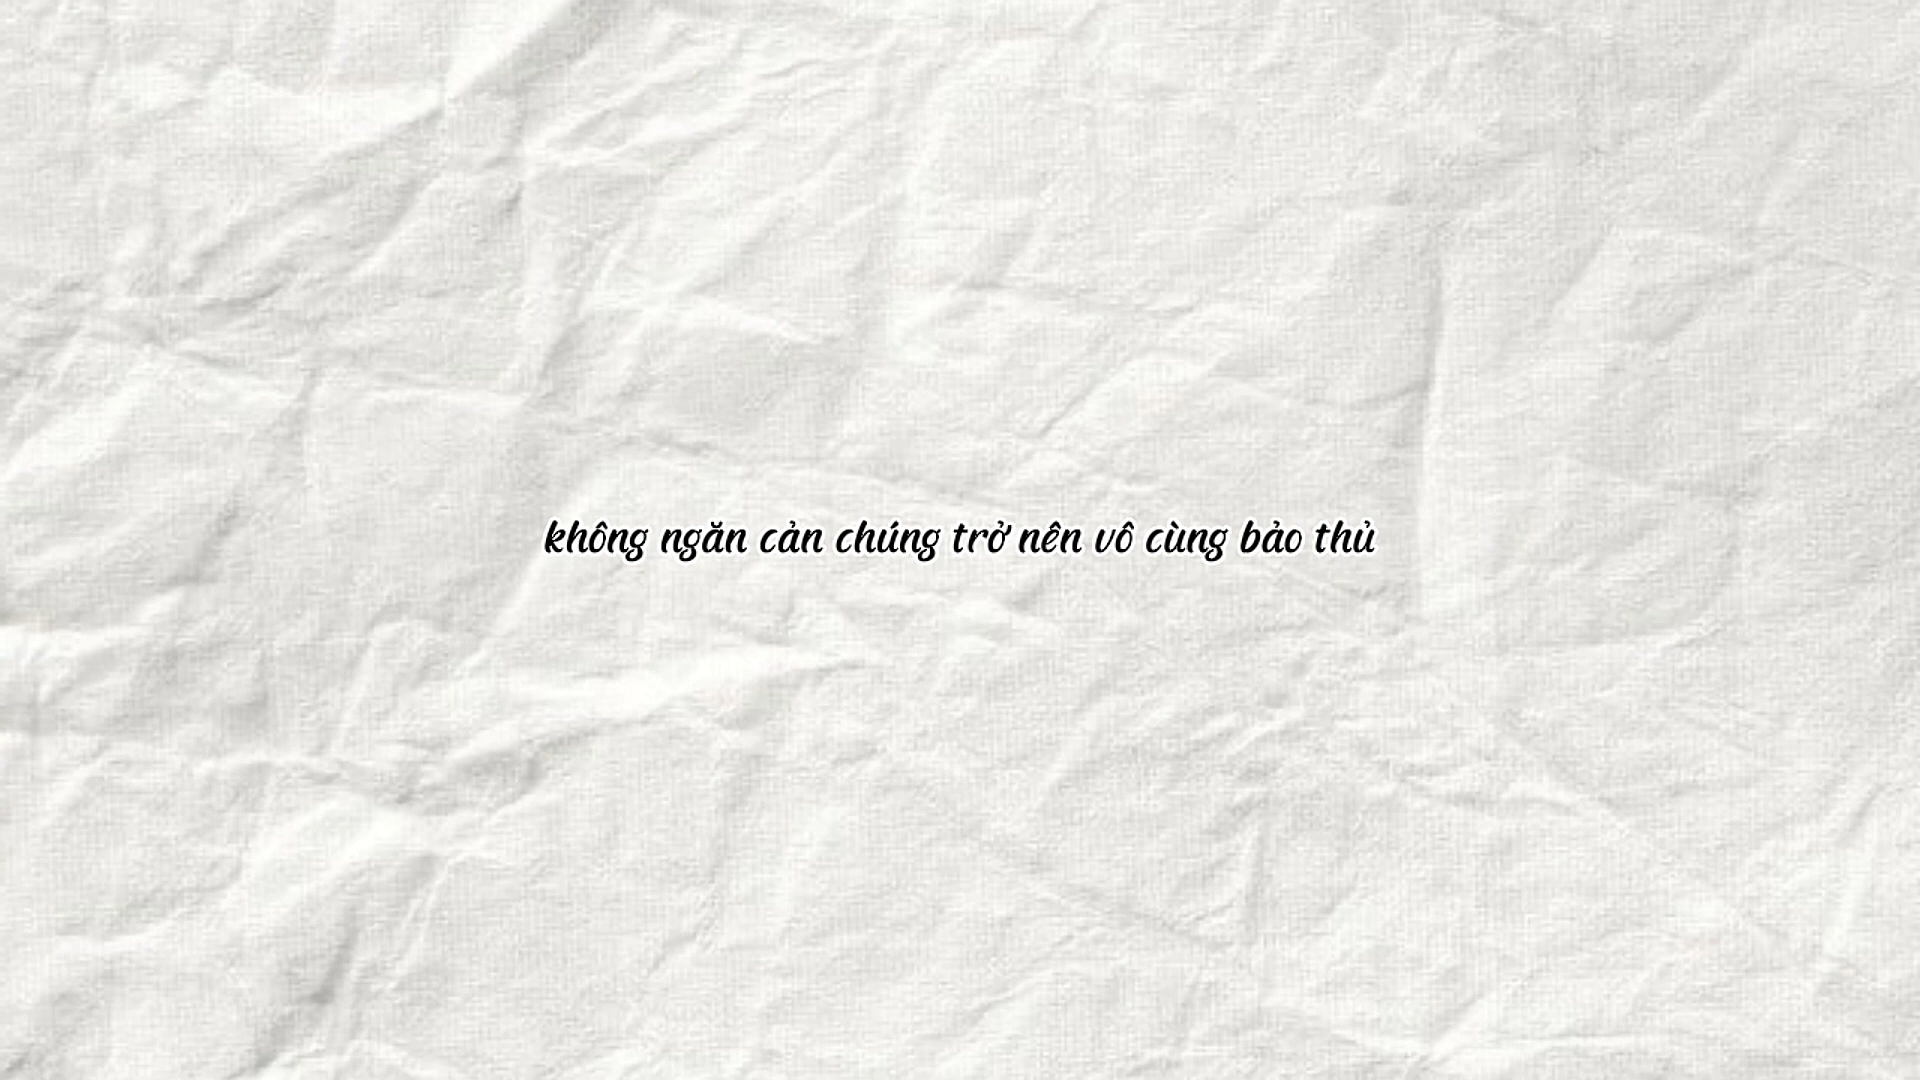 không ngăn cản chúng trở nên vô cùng bảo thủ